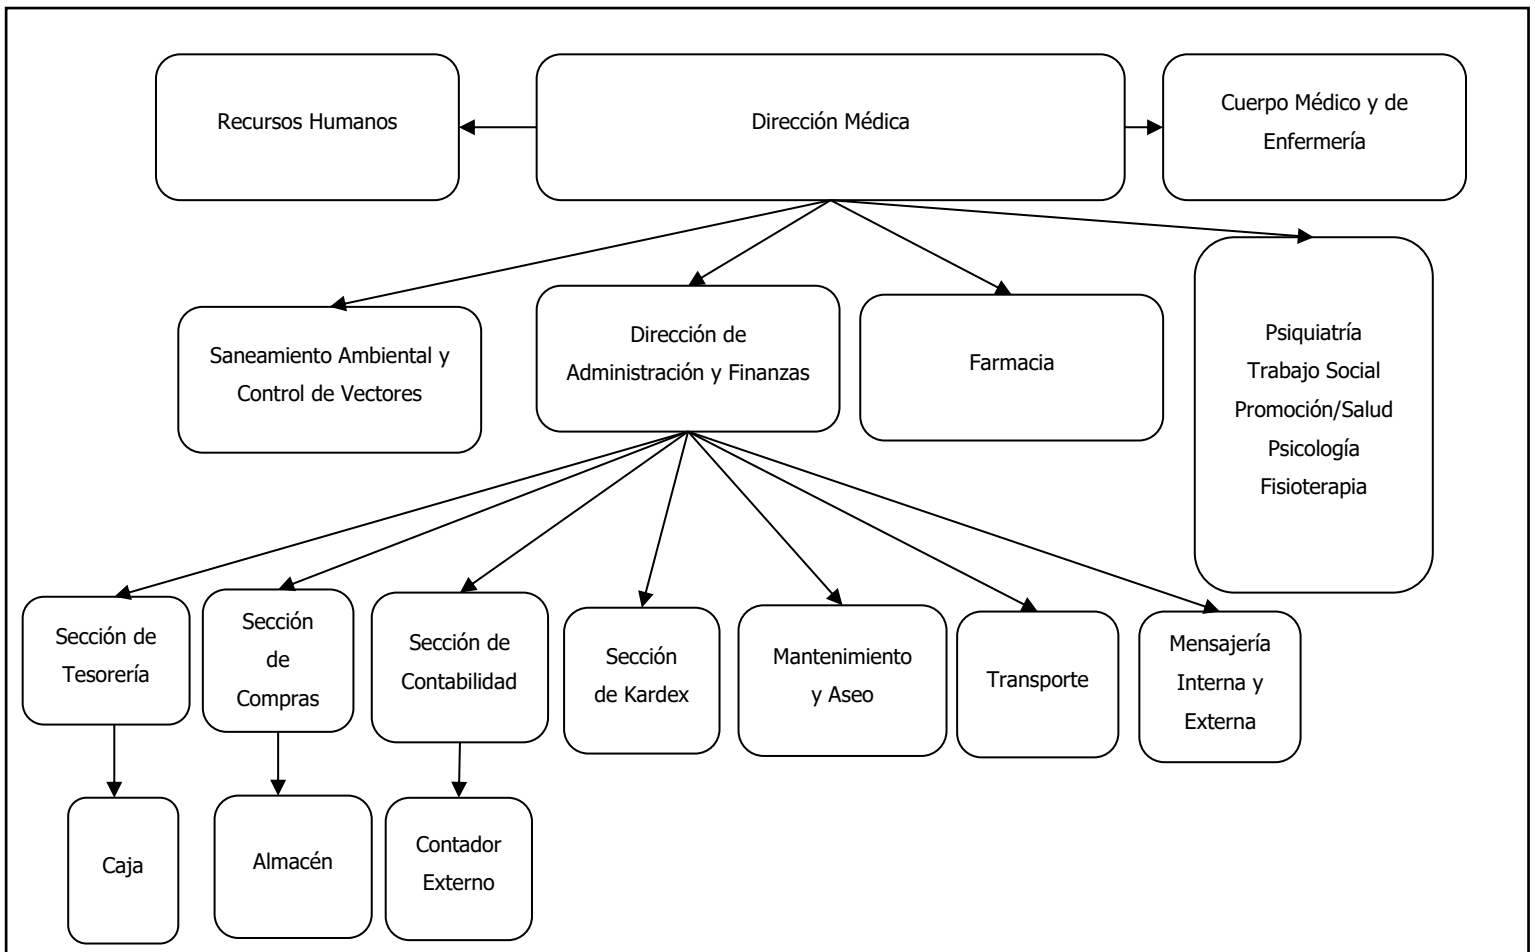 Recursos Humanos
Dirección Médica
Cuerpo Médico y de
Enfermería
Saneamiento Ambiental y
Control de Vectores
Dirección de
Administración y Finanzas
Farmacia
Psiquiatría
Trabajo Social
Promoción/Salud
Psicología
Fisioterapia
Sección de
Tesorería
Sección
de
Compras
Sección de
Contabilidad
Sección
de Kardex
Mantenimiento
y Aseo
Transporte
Mensajería
Interna y
Externa
Caja
Almacén
Contador
Externo